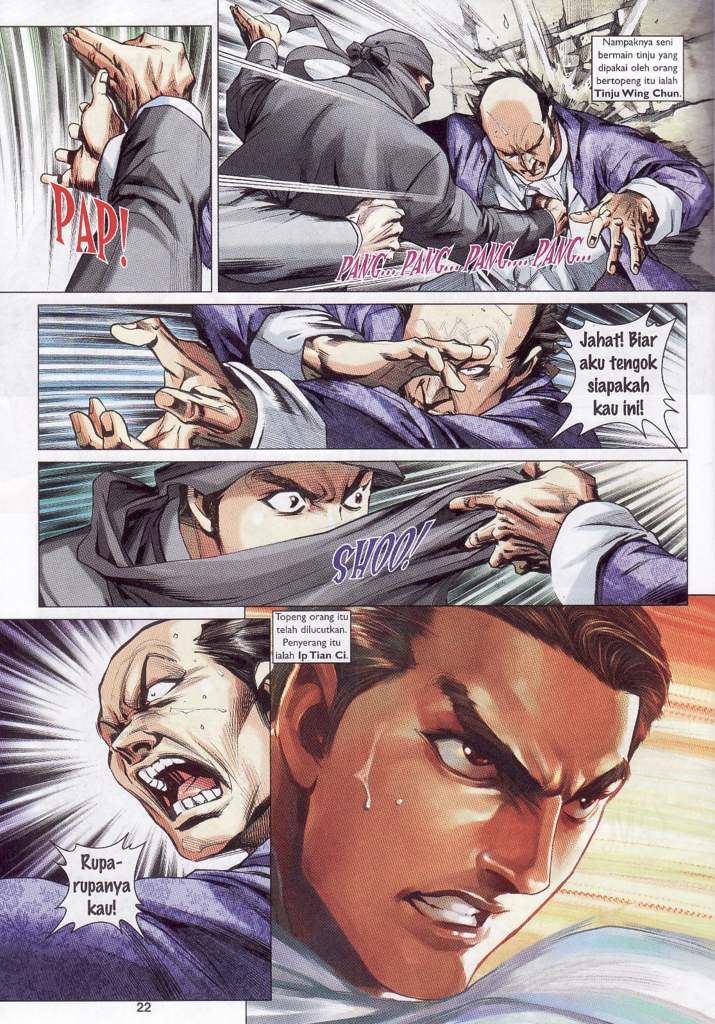 PAP!
Nampaknya seni
bermain tinju yang
dipakai oleh orang
bertopeng itu ialah
Tinju Wing Chun.
PANG... PANG... PANG... PANG...
Jahat! Biar
aku tengok
siapakah
kau ini!
SHOO!
Topeng orang itu
telah dilucutkan.
Penyerang itu
ialah Ip Tian Ci.
Rupa-
rupanya
kau!
22